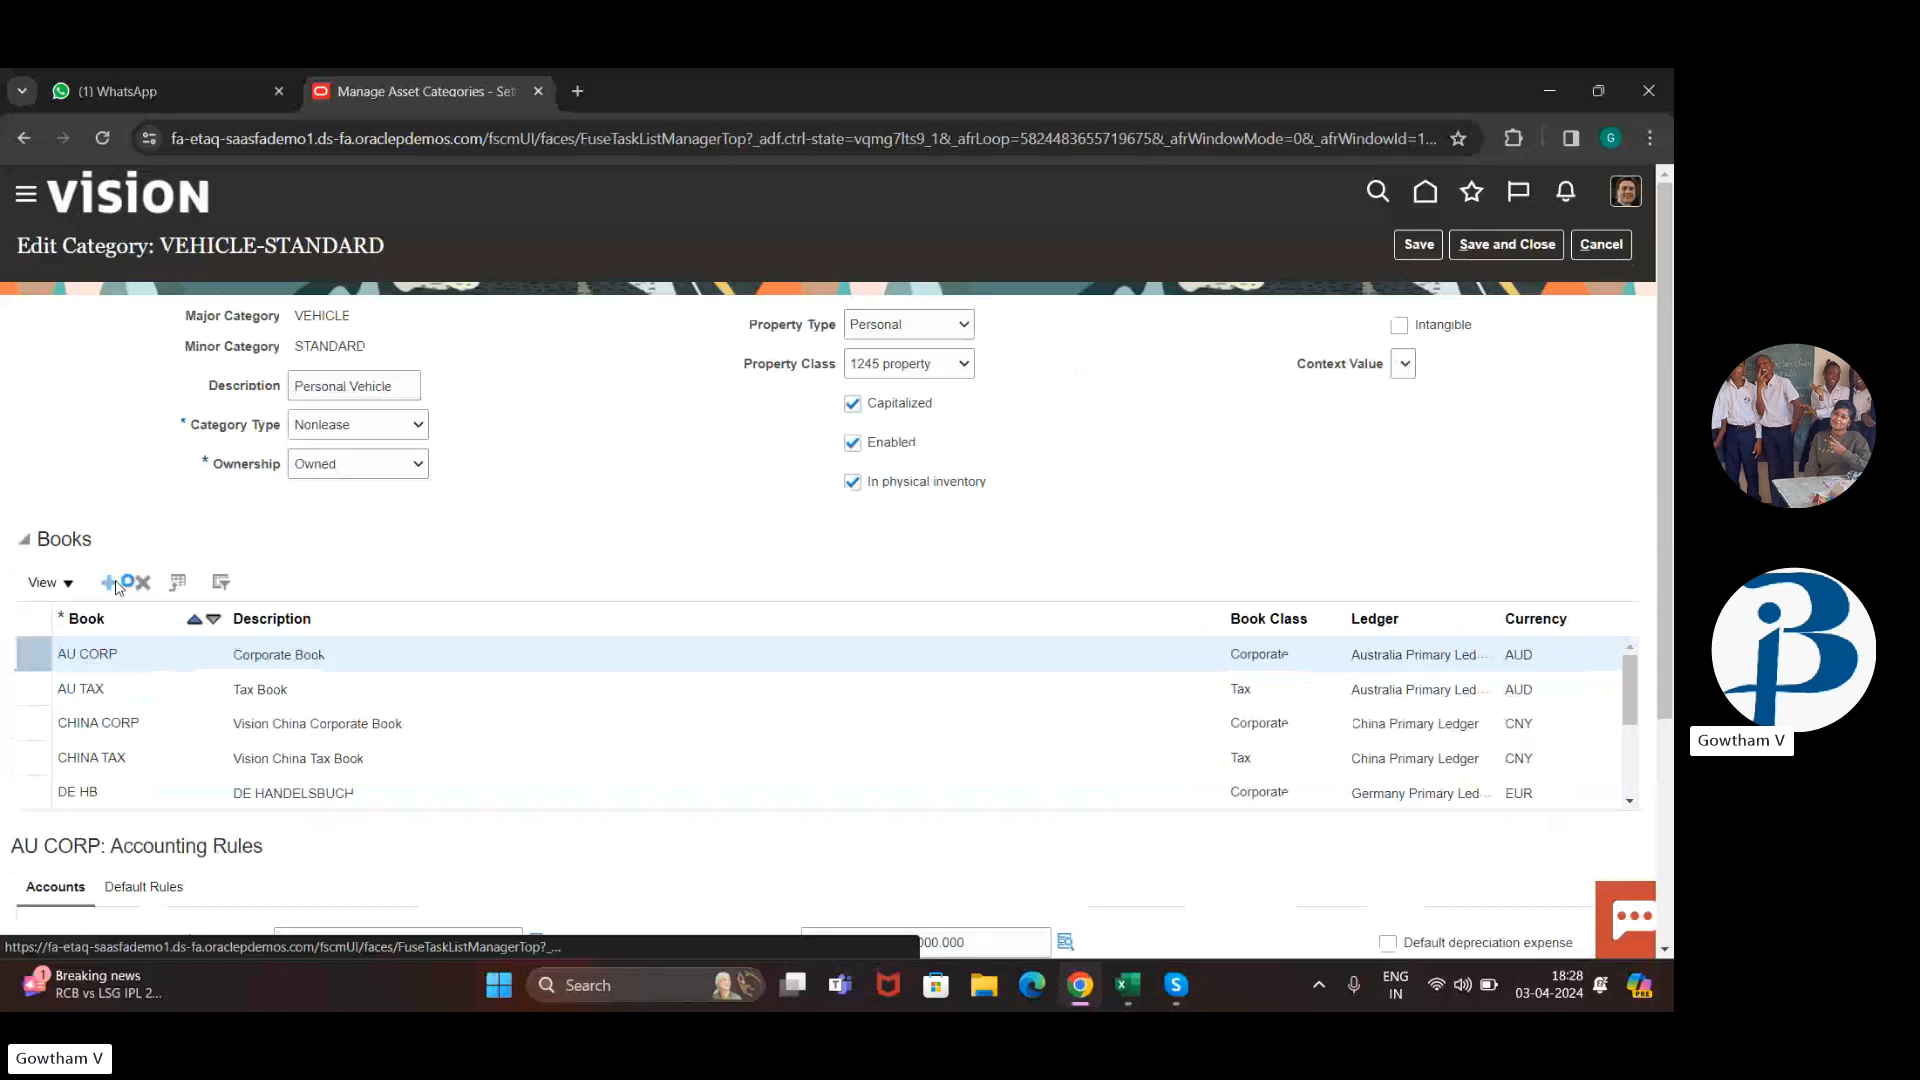 (1) WhatsApp
Manage Asset Categories - Set
fa-etaq-saasfademo1.ds-fa.oraclepdemos.com/fscmUI/faces/FuseTaskListManagerTop?_adf.ctrl-state=vqmg7lts9_1&_afrLoop=5824483655719675&_afrWindowMode=0&_afrWindowId=1...
G
VISION
Edit Category: VEHICLE-STANDARD
Save
Save and Close
Cancel
Major Category VEHICLE
Minor Category STANDARD
Description Personal Vehicle
* Category Type Nonlease
* Ownership Owned
Property Type Personal
Property Class 1245 property
Capitalized
Enabled
In physical inventory
Intangible
Context Value
Books
View
* Book Description Book Class Ledger Currency
AU CORP Corporate Book Corporate Australia Primary Led... AUD
AU TAX Tax Book Tax Australia Primary Led... AUD
CHINA CORP Vision China Corporate Book Corporate China Primary Ledger CNY
CHINA TAX Vision China Tax Book Tax China Primary Ledger CNY
DE HB DE HANDELSBUCH Corporate Germany Primary Led... EUR
AU CORP: Accounting Rules
Accounts Default Rules
000.000
Default depreciation expense
https://fa-etaq-saasfademo1.ds-fa.oraclepdemos.com/fscmUI/faces/FuseTaskListManagerTop?_...
1
Breaking news
RCB vs LSG IPL 2...
Search
ENG
IN
18:28
03-04-2024
PRE
Gowtham V
Gowtham V